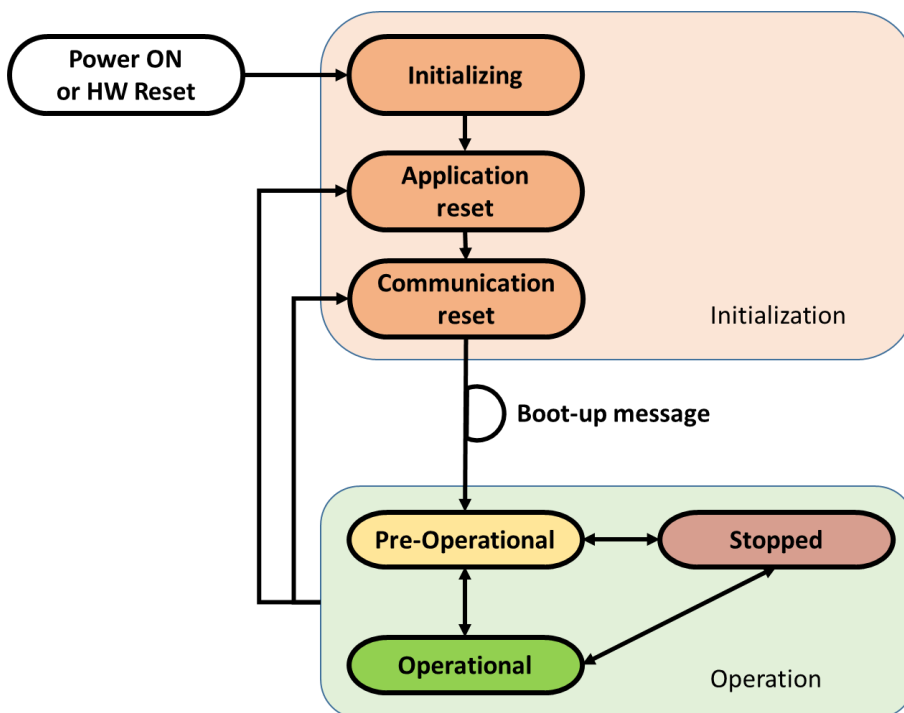 Power ON
or HW Reset
Initializing
Application
reset
Communication
reset
Initialization
Boot-up message
Pre-Operational
Stopped
Operational
Operation